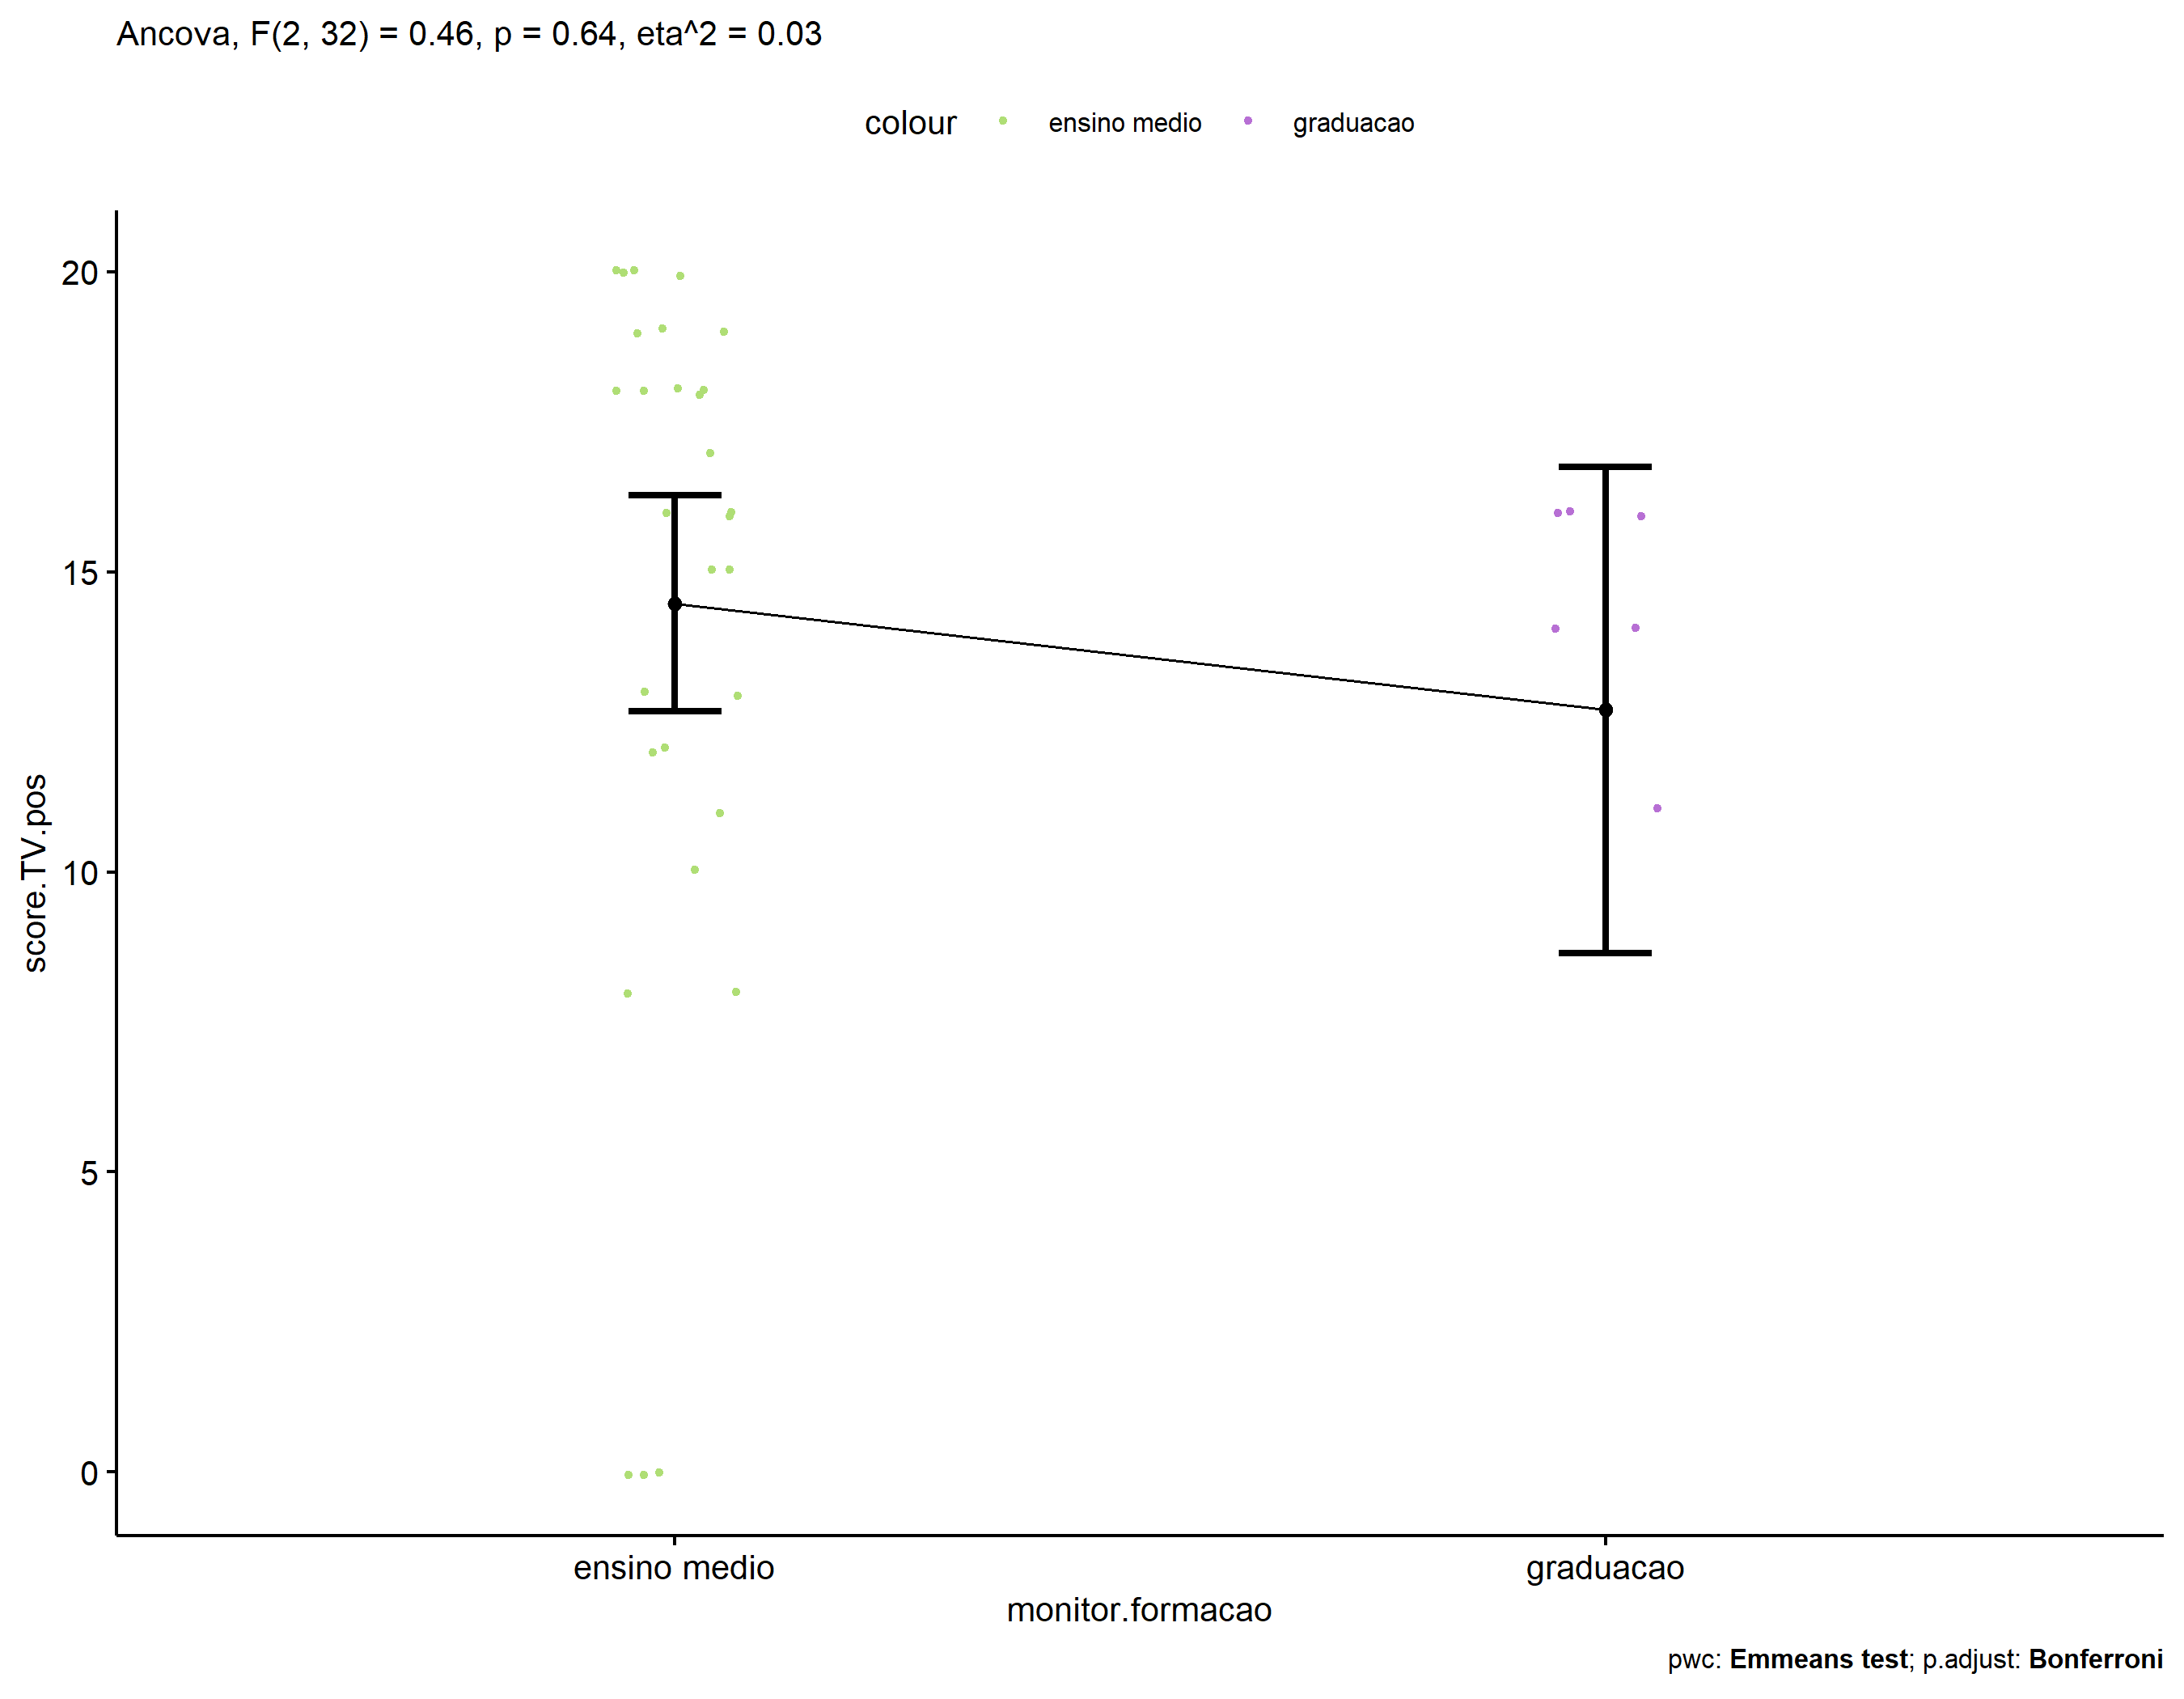 Ancova, F(2, 32) = 0.46, p = 0.64, eta^2 = 0.03
colour ensino medio graduacao
20
15
10
5
0
score.TV.pos
ensino medio graduacao
monitor.formacao
pwc: Emmeans test; p.adjust: Bonferroni